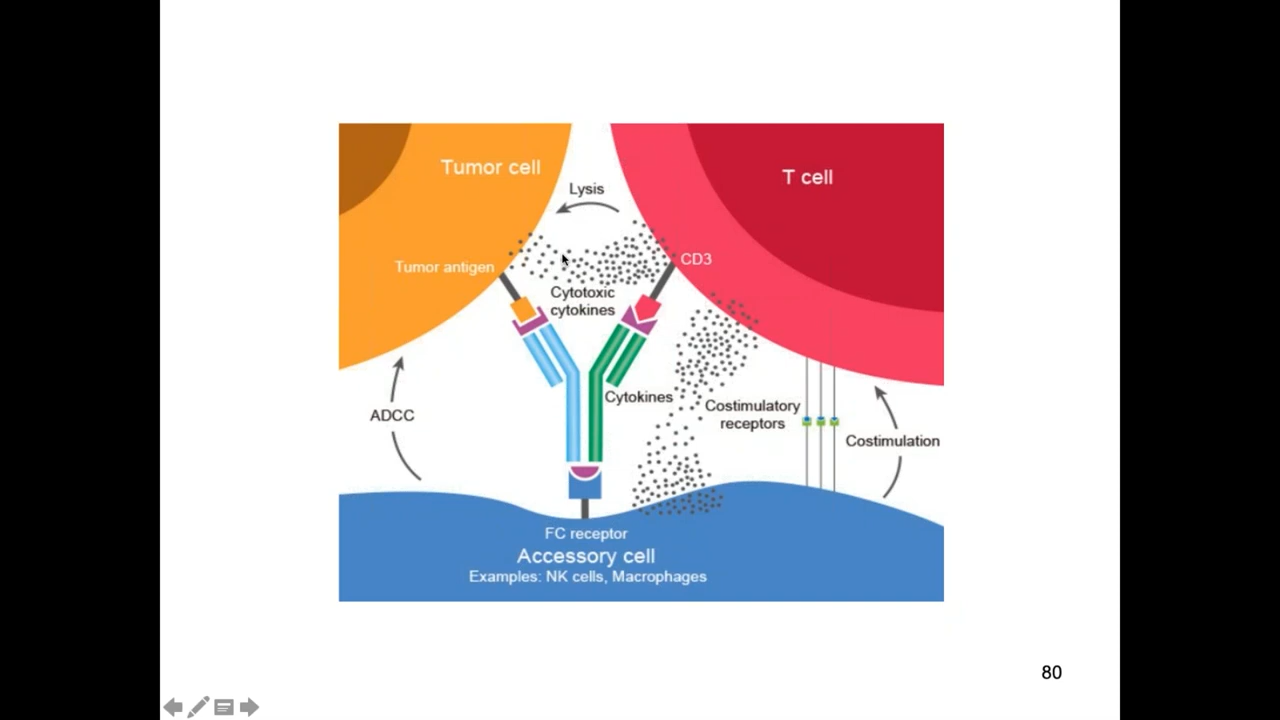 Tumor cell
T cell
Lysis
Tumor antigen
CD3
Cytotoxic
cytokines
Cytokines
ADCC
Costimulatory
receptors
Costimulation
FC receptor
Accessory cell
Examples: NK cells, Macrophages
80